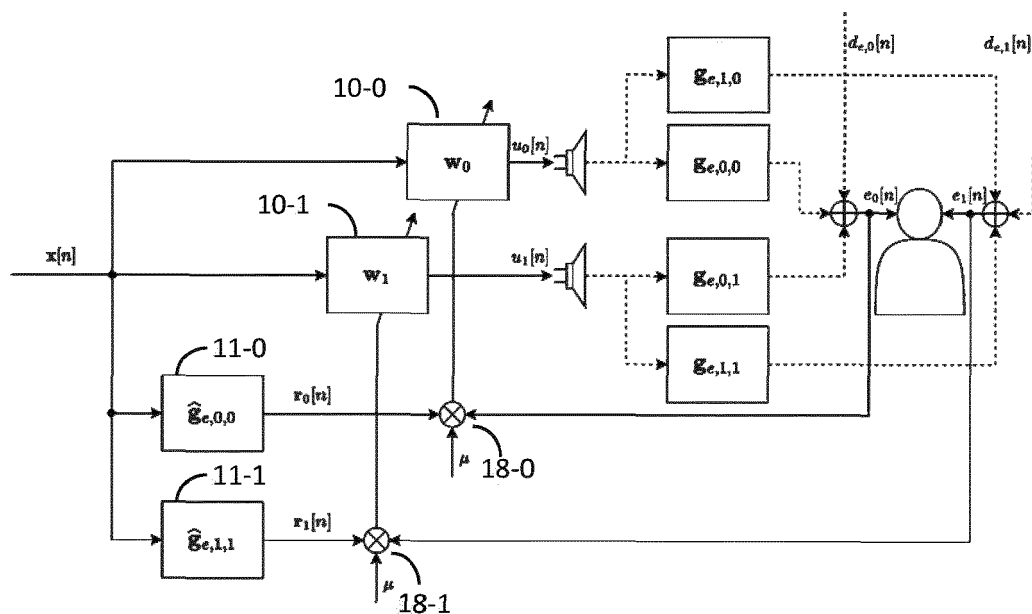 d_{e,0}[n]
d_{e,1}[n]
g_{e,1,0}
10-0
w_0
u_0[n]
g_{e,0,0}
e_0[n]
e_1[n]
10-1
x[n]
w_1
u_1[n]
g_{e,0,1}
g_{e,1,1}
11-0
ĝ_{e,0,0}
r_0[n]
μ
18-0
11-1
ĝ_{e,1,1}
r_1[n]
μ
18-1